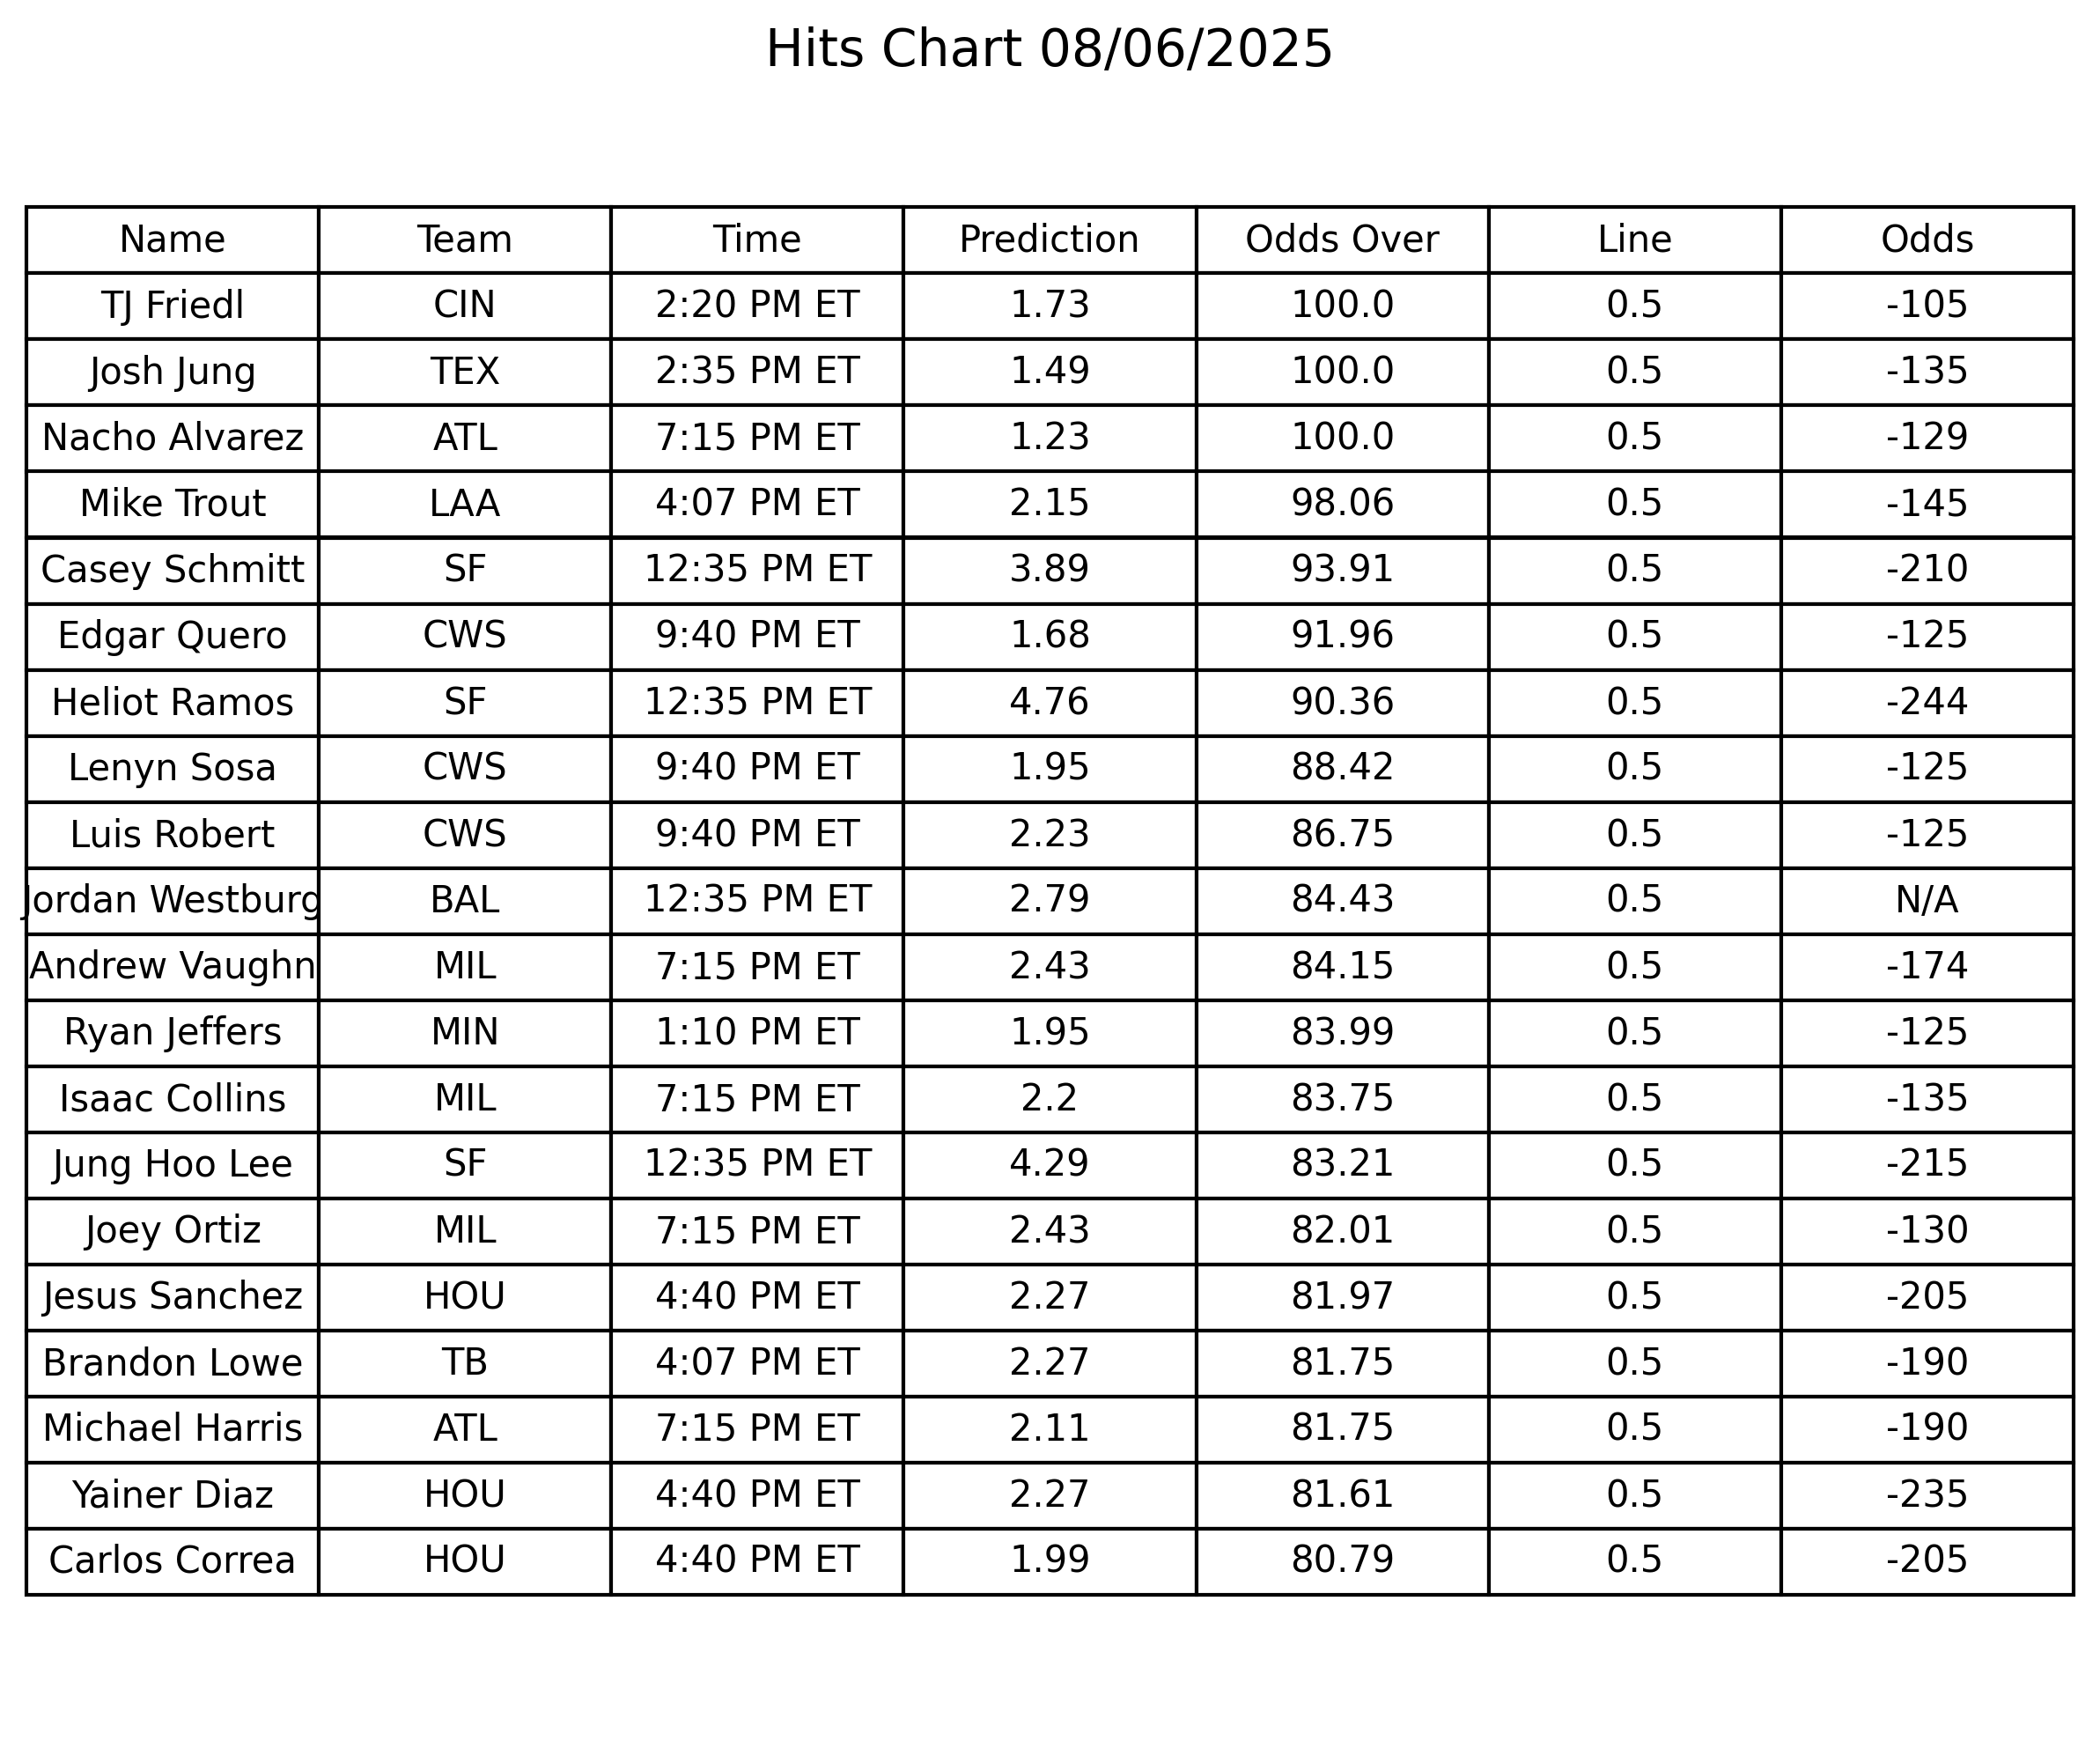 Hits Chart 08/06/2025
Name Team Time Prediction Odds Over Line Odds
TJ Friedl CIN 2:20 PM ET 1.73 100.0 0.5 -105
Josh Jung TEX 2:35 PM ET 1.49 100.0 0.5 -135
Nacho Alvarez ATL 7:15 PM ET 1.23 100.0 0.5 -129
Mike Trout LAA 4:07 PM ET 2.15 98.06 0.5 -145
Casey Schmitt SF 12:35 PM ET 3.89 93.91 0.5 -210
Edgar Quero CWS 9:40 PM ET 1.68 91.96 0.5 -125
Heliot Ramos SF 12:35 PM ET 4.76 90.36 0.5 -244
Lenyn Sosa CWS 9:40 PM ET 1.95 88.42 0.5 -125
Luis Robert CWS 9:40 PM ET 2.23 86.75 0.5 -125
Jordan Westburg BAL 12:35 PM ET 2.79 84.43 0.5 N/A
Andrew Vaughn MIL 7:15 PM ET 2.43 84.15 0.5 -174
Ryan Jeffers MIN 1:10 PM ET 1.95 83.99 0.5 -125
Isaac Collins MIL 7:15 PM ET 2.2 83.75 0.5 -135
Jung Hoo Lee SF 12:35 PM ET 4.29 83.21 0.5 -215
Joey Ortiz MIL 7:15 PM ET 2.43 82.01 0.5 -130
Jesus Sanchez HOU 4:40 PM ET 2.27 81.97 0.5 -205
Brandon Lowe TB 4:07 PM ET 2.27 81.75 0.5 -190
Michael Harris ATL 7:15 PM ET 2.11 81.75 0.5 -190
Yainer Diaz HOU 4:40 PM ET 2.27 81.61 0.5 -235
Carlos Correa HOU 4:40 PM ET 1.99 80.79 0.5 -205